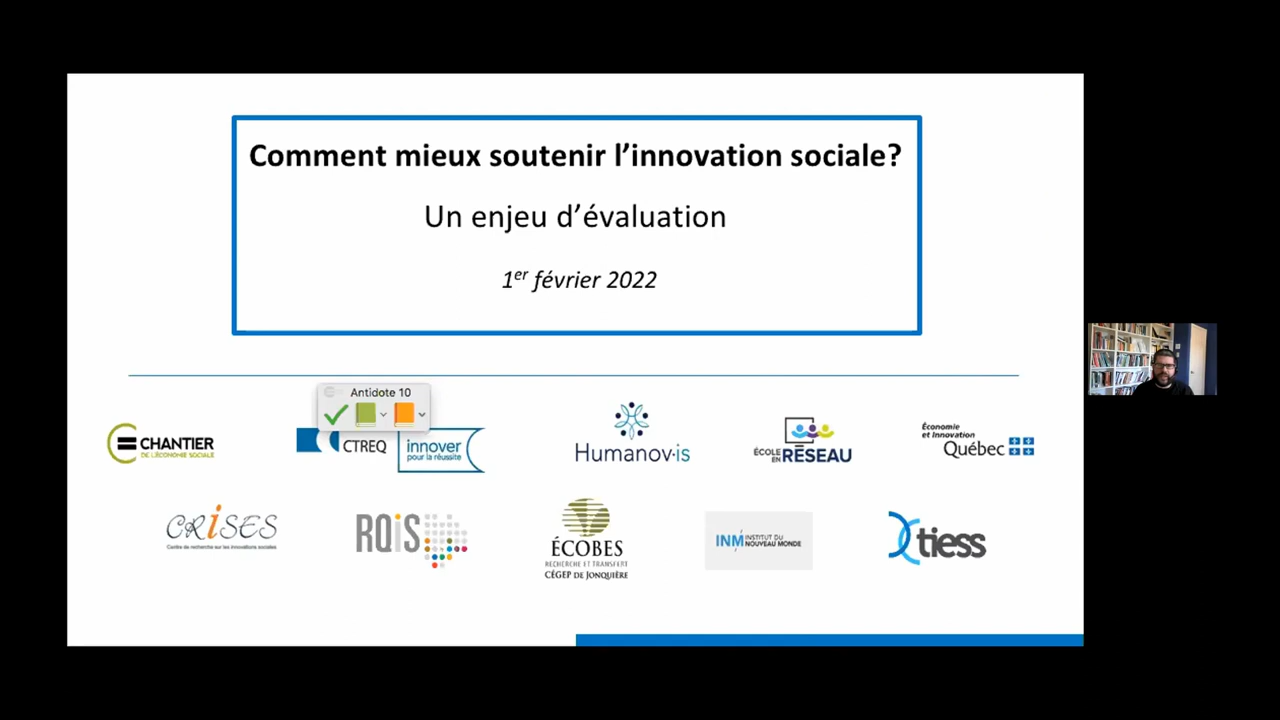 Comment mieux soutenir l’innovation sociale?
Un enjeu d’évaluation
1er février 2022
Antidote 10
CHANTIER
DE L'ÉCONOMIE SOCIALE
CTREQ
innover
pour la réussite
Humanov·is
ÉCOLE
EN RÉSEAU
Économie
et Innovation
Québec
CRiSES
Centre de recherche sur les innovations sociales
RQiS
ÉCOBES
RECHERCHE ET TRANSFERT
CÉGEP DE JONQUIÈRE
INM INSTITUT DU
NOUVEAU MONDE
tiess